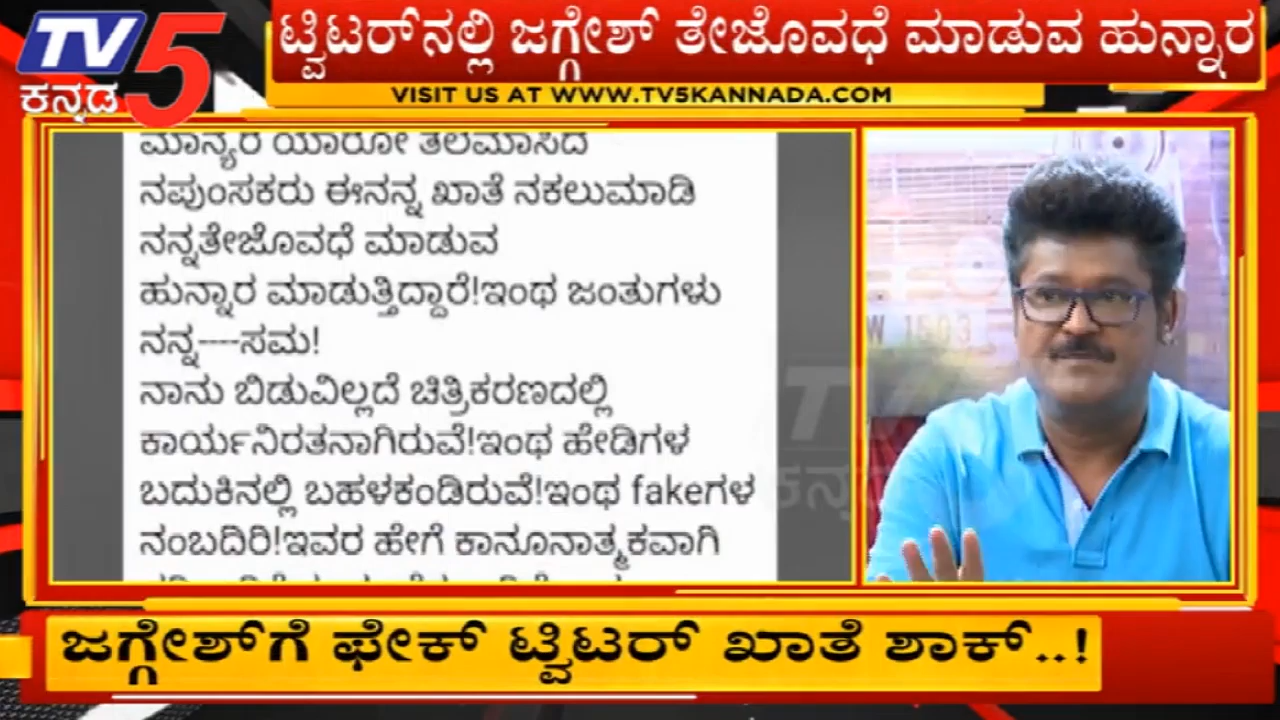 TV5
ಕನ್ನಡ
ಟ್ವಿಟರ್‌ನಲ್ಲಿ ಜಗ್ಗೇಶ್ ತೇಜೊವಧೆ ಮಾಡುವ ಹುನ್ನಾರ
VISIT US AT WWW.TV5KANNADA.COM
ಮಾನ್ಯರೆ ಯಾರೋ ತಲೆಮಾಸಿದ
ನಪುಂಸಕರು ಈನನ್ನ ಖಾತೆ ನಕಲುಮಾಡಿ
ನನ್ನತೇಜೊವಧೆ ಮಾಡುವ
ಹುನ್ನಾರ ಮಾಡುತ್ತಿದ್ದಾರೆ!ಇಂಥ ಜಂತುಗಳು
ನನ್ನ----ಸಮ!
ನಾನು ಬಿಡುವಿಲ್ಲದೆ ಚಿತ್ರಿಕರಣದಲ್ಲಿ
ಕಾರ್ಯನಿರತನಾಗಿರುವೆ!ಇಂಥ ಹೇಡಿಗಳ
ಬದುಕಿನಲ್ಲಿ ಬಹಳಕಂಡಿರುವೆ!ಇಂಥ fakeಗಳ
ನಂಬದಿರಿ!ಇವರ ಹೇಗೆ ಕಾನೂನಾತ್ಮಕವಾಗಿ
ಜಗ್ಗೇಶ್‌ಗೆ ಫೇಕ್ ಟ್ವಿಟರ್ ಖಾತೆ ಶಾಕ್..!